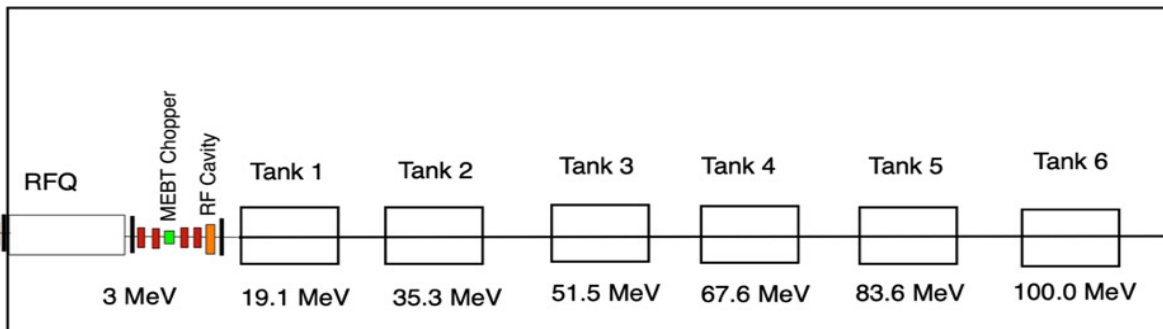 RFQ
MEBT Chopper
RF Cavity
Tank 1
Tank 2
Tank 3
Tank 4
Tank 5
Tank 6
3 MeV
19.1 MeV
35.3 MeV
51.5 MeV
67.6 MeV
83.6 MeV
100.0 MeV